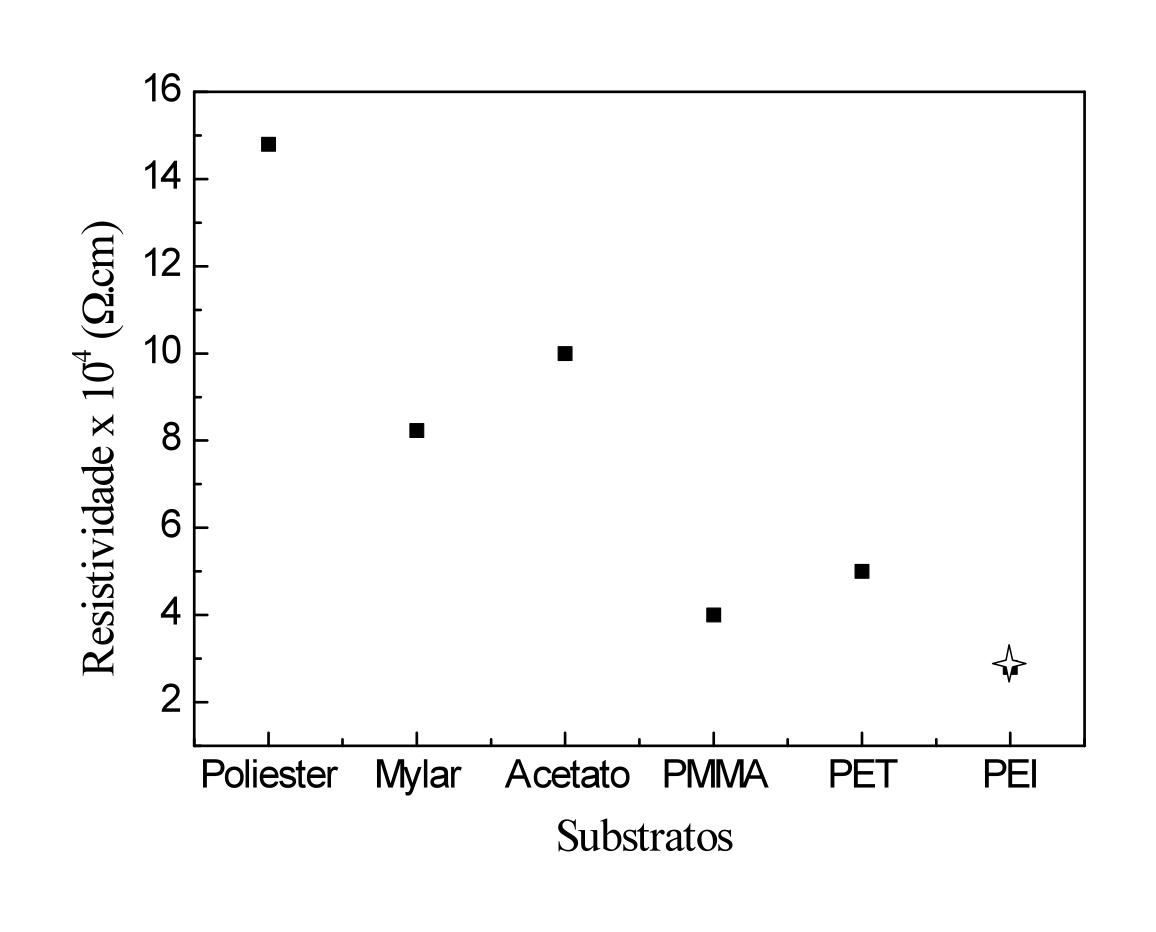 16
14
12
10
8
6
4
2
Resistividade x 10⁴ (Ω.cm)
Poliester Mylar Acetato PMMA PET PEI
Substratos